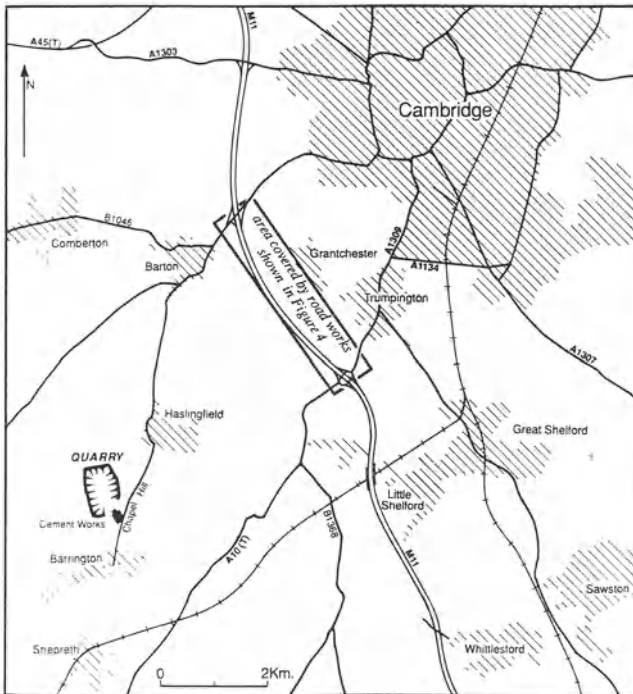 M11
A45(T)
A1303
N
Cambridge
B1046
Comberton
Barton
area covered by road works
shown in Figure 4
Grantchester
A1309
A1134
Trumpington
A1307
Haslingfield
QUARRY
Great Shelford
Chapel Hill
Cement Works
Little
Shelford
Barrington
A10 (T)
B1368
M11
Sawston
Shepreth
Whittlesford
0 2Km.